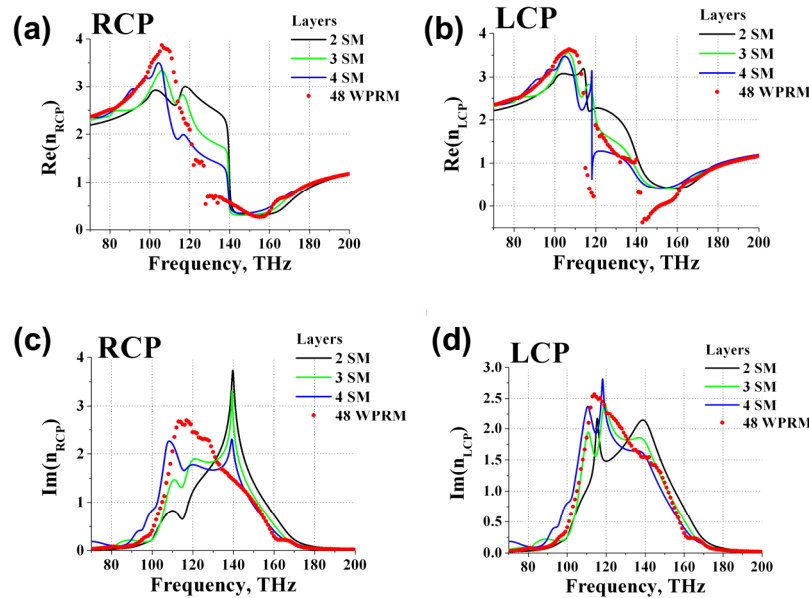 (a)
RCP
Layers
2 SM
3 SM
4 SM
48 WPRM
Re(n_RCP)
4
3
2
1
0
80 100 120 140 160 180 200
Frequency, THz
(b)
LCP
Layers
2 SM
3 SM
4 SM
48 WPRM
Re(n_LCP)
4
3
2
1
0
80 100 120 140 160 180 200
Frequency, THz
(c)
RCP
Layers
2 SM
3 SM
4 SM
48 WPRM
Im(n_RCP)
4
3
2
1
0
80 100 120 140 160 180 200
Frequency, THz
(d)
LCP
Layers
2 SM
3 SM
4 SM
48 WPRM
Im(n_LCP)
3.0
2.5
2.0
1.5
1.0
0.5
0.0
80 100 120 140 160 180 200
Frequency, THz